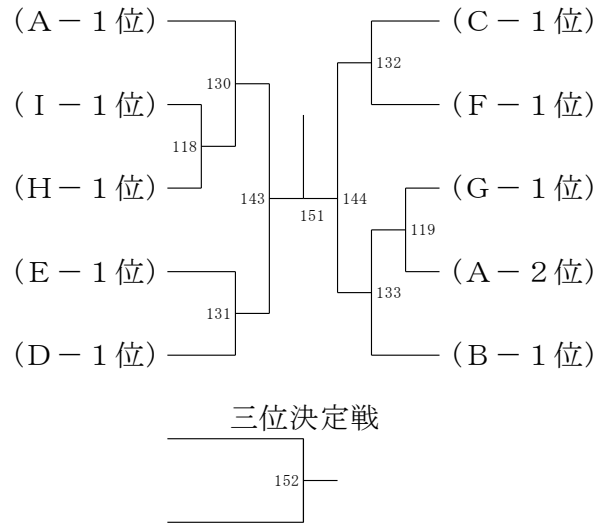 (A－1位)
(C－1位)
130
132
(I－1位)
(F－1位)
118
(H－1位)
(G－1位)
143
144
151
119
(E－1位)
(A－2位)
131
133
(D－1位)
(B－1位)
三位決定戦
152